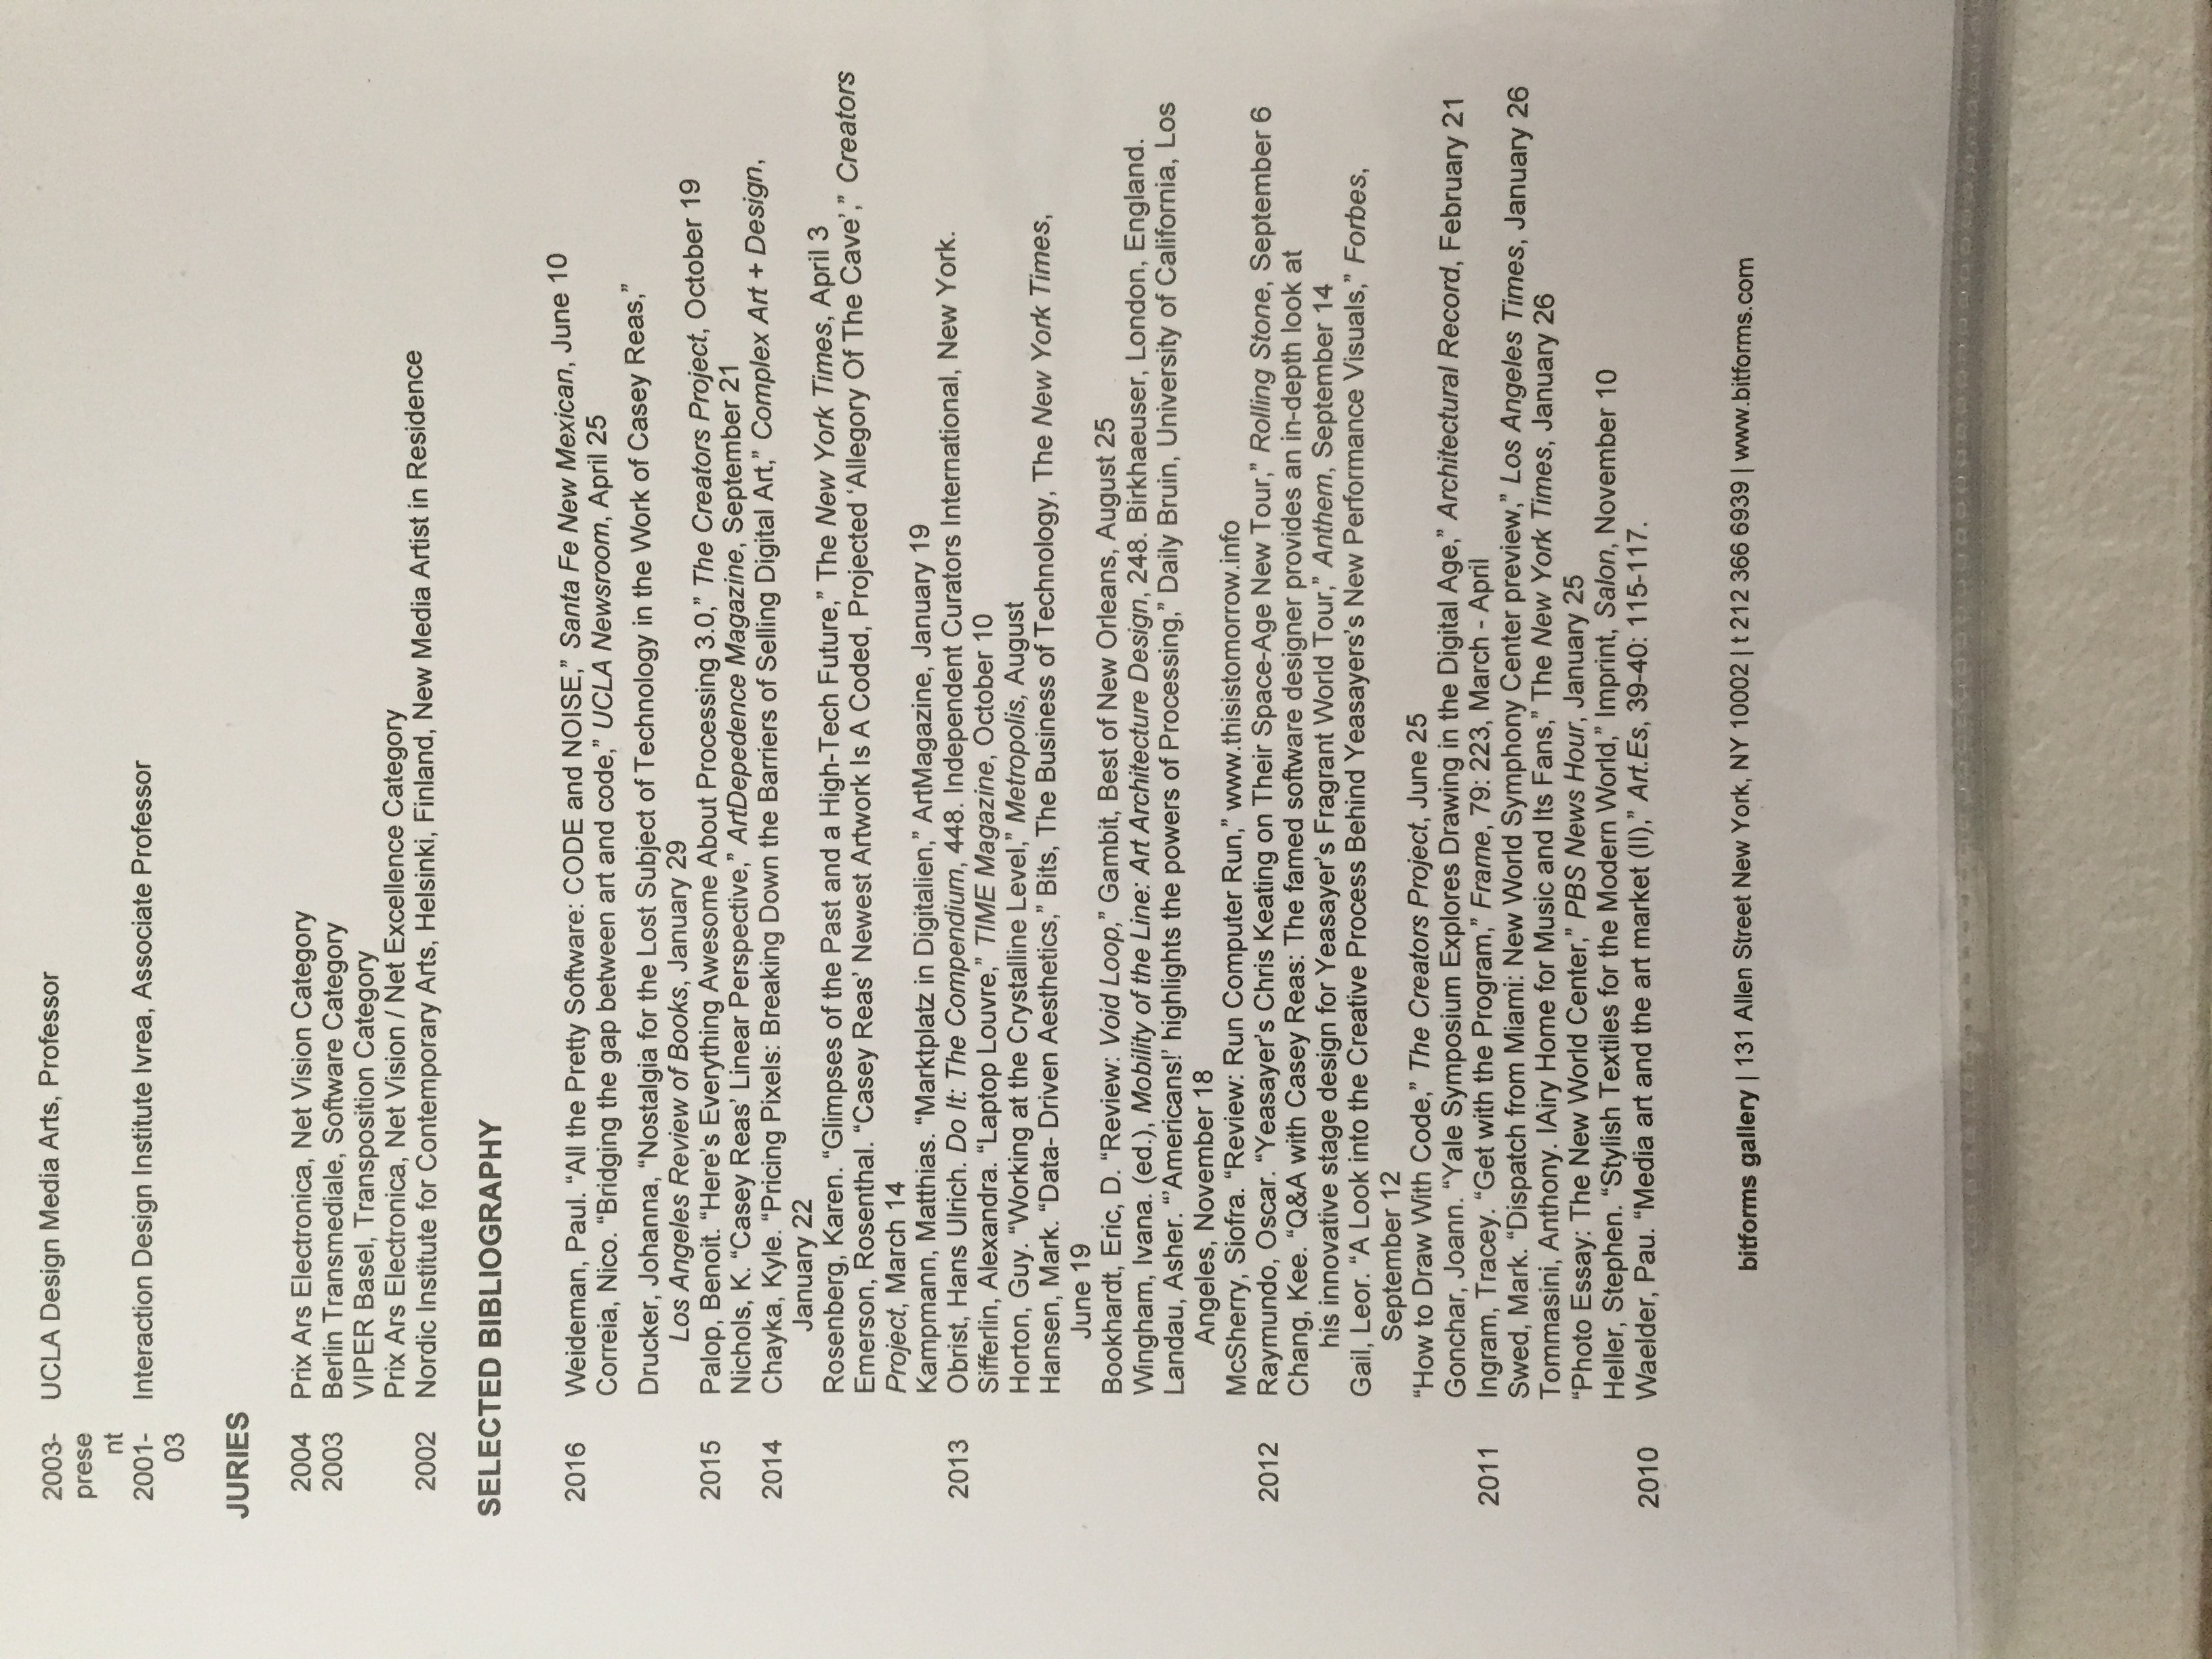 2003- UCLA Design Media Arts, Professor
prese
nt
2001- Interaction Design Institute Ivrea, Associate Professor
03
JURIES
2004 Prix Ars Electronica, Net Vision Category
2003 Berlin Transmediale, Software Category
VIPER Basel, Transposition Category
Prix Ars Electronica, Net Vision / Net Excellence Category
2002 Nordic Institute for Contemporary Arts, Helsinki, Finland, New Media Artist in Residence
SELECTED BIBLIOGRAPHY
2016 Weideman, Paul. “All the Pretty Software: CODE and NOISE,” Santa Fe New Mexican, June 10
Correia, Nico. “Bridging the gap between art and code,” UCLA Newsroom, April 25
Drucker, Johanna, “Nostalgia for the Lost Subject of Technology in the Work of Casey Reas,”
Los Angeles Review of Books, January 29
2015 Palop, Benoit. “Here’s Everything Awesome About Processing 3.0,” The Creators Project, October 19
Nichols, K. “Casey Reas’ Linear Perspective,” ArtDepedence Magazine, September 21
2014 Chayka, Kyle. “Pricing Pixels: Breaking Down the Barriers of Selling Digital Art,” Complex Art + Design,
January 22
Rosenberg, Karen. “Glimpses of the Past and a High-Tech Future,” The New York Times, April 3
Emerson, Rosenthal. “Casey Reas’ Newest Artwork Is A Coded, Projected ‘Allegory Of The Cave’,” Creators
Project, March 14
Kampmann, Matthias. “Marktplatz in Digitalien,” ArtMagazine, January 19
2013 Obrist, Hans Ulrich. Do It: The Compendium, 448. Independent Curators International, New York.
Sifferlin, Alexandra. “Laptop Louvre,” TIME Magazine, October 10
Horton, Guy. “Working at the Crystalline Level,” Metropolis, August
Hansen, Mark. “Data- Driven Aesthetics,” Bits, The Business of Technology, The New York Times,
June 19
Bookhardt, Eric, D. “Review: Void Loop,” Gambit, Best of New Orleans, August 25
Wingham, Ivana. (ed.), Mobility of the Line: Art Architecture Design, 248. Birkhaeuser, London, England.
Landau, Asher. “’Americans!’ highlights the powers of Processing,” Daily Bruin, University of California, Los
Angeles, November 18
McSherry, Siofra. “Review: Run Computer Run,” www.thisistomorrow.info
2012 Raymundo, Oscar. “Yeasayer’s Chris Keating on Their Space-Age New Tour,” Rolling Stone, September 6
Chang, Kee. “Q&A with Casey Reas: The famed software designer provides an in-depth look at
his innovative stage design for Yeasayer’s Fragrant World Tour,” Anthem, September 14
Gail, Leor. “A Look into the Creative Process Behind Yeasayers’s New Performance Visuals,” Forbes,
September 12
“How to Draw With Code,” The Creators Project, June 25
Gonchar, Joann. “Yale Symposium Explores Drawing in the Digital Age,” Architectural Record, February 21
2011 Ingram, Tracey. “Get with the Program,” Frame, 79: 223, March - April
Swed, Mark. “Dispatch from Miami: New World Symphony Center preview,” Los Angeles Times, January 26
Tommasini, Anthony. IAiry Home for Music and Its Fans,” The New York Times, January 26
“Photo Essay: The New World Center,” PBS News Hour, January 25
Heller, Stephen. “Stylish Textiles for the Modern World,” Imprint, Salon, November 10
2010 Waelder, Pau. “Media art and the art market (II),” Art.Es, 39-40: 115-117.
bitforms gallery | 131 Allen Street New York, NY 10002 | t 212 366 6939 | www.bitforms.com